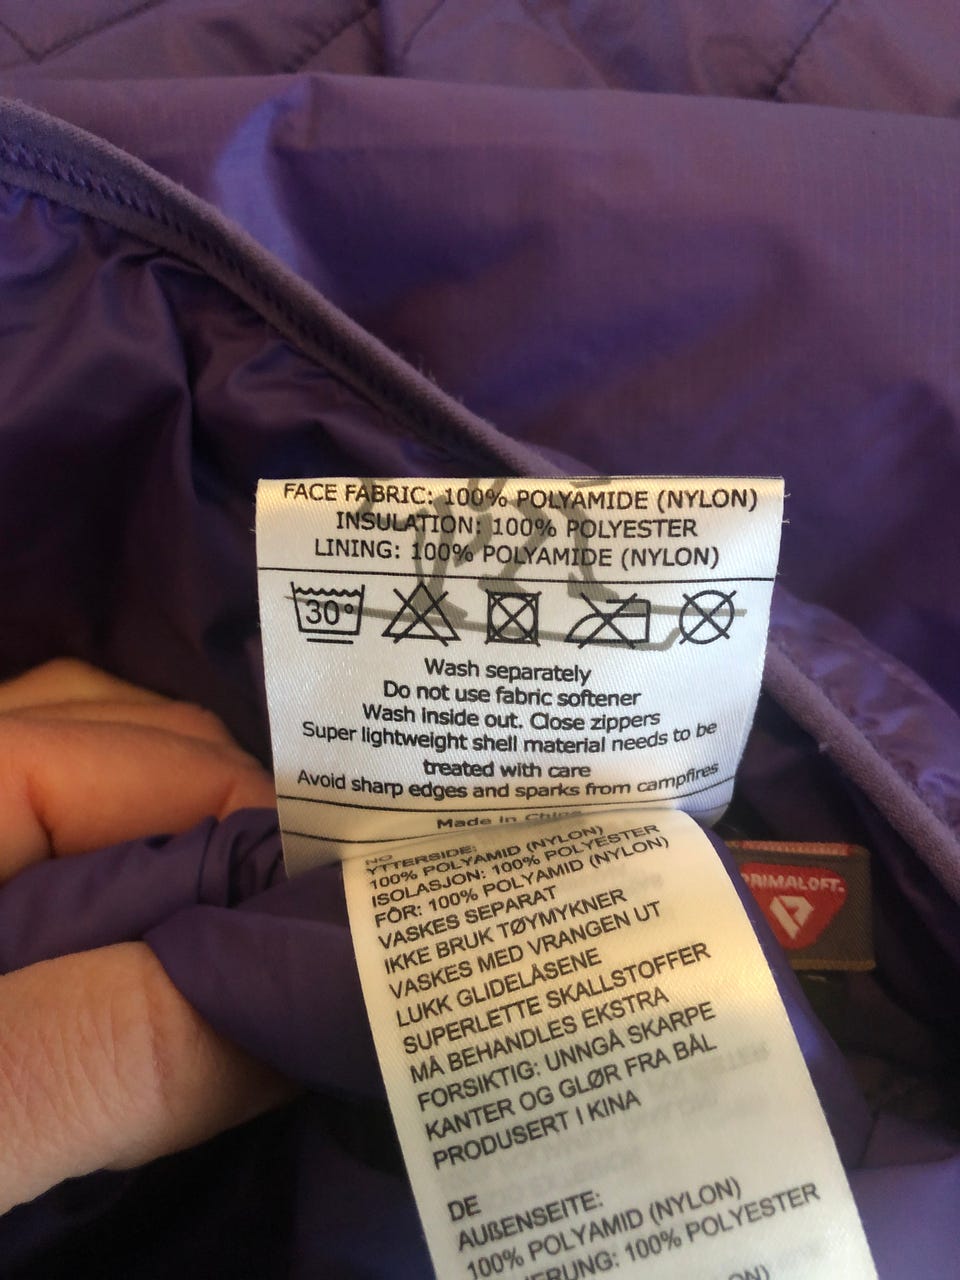 FACE FABRIC: 100% POLYAMIDE (NYLON)
INSULATION: 100% POLYESTER
LINING: 100% POLYAMIDE (NYLON)
30°
Wash separately
Do not use fabric softener
Wash inside out. Close zippers
Super lightweight shell material needs to be
treated with care
Avoid sharp edges and sparks from campfires
Made in China
NO
YTTERSIDE:
100% POLYAMID (NYLON)
ISOLASJON: 100% POLYESTER
FÔR: 100% POLYAMID (NYLON)
VASKES SEPARAT
IKKE BRUK TØYMYKNER
VASKES MED VRANGEN UT
LUKK GLIDELÅSENE
SUPERLETTE SKALLSTOFFER
MÅ BEHANDLES EKSTRA
FORSIKTIG: UNNGÅ SKARPE
KANTER OG GLØR FRA BÅL
PRODUSERT I KINA
DE
AUßENSEITE:
100% POLYAMID (NYLON)
100% POLYESTER
PRIMALOFT